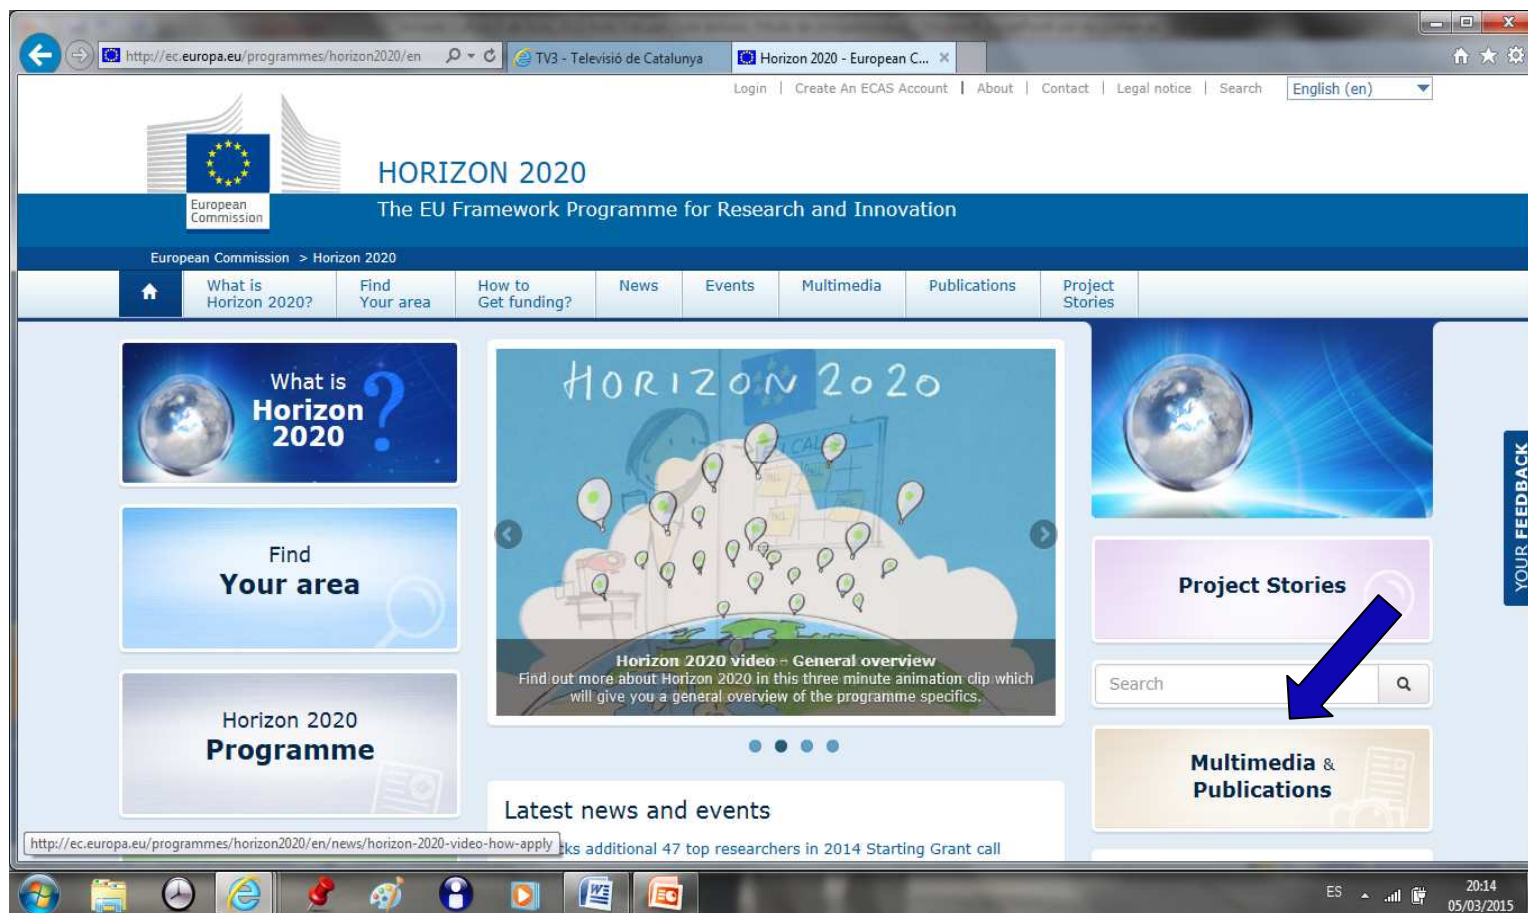 http://ec.europa.eu/programmes/horizon2020/en
TV3 - Televisió de Catalunya
Horizon 2020 - European C...
Login | Create An ECAS Account | About | Contact | Legal notice | Search
English (en)
European
Commission
HORIZON 2020
The EU Framework Programme for Research and Innovation
European Commission > Horizon 2020
What is
Horizon 2020?
Find
Your area
How to
Get funding?
News
Events
Multimedia
Publications
Project
Stories
What is
Horizon
2020
?
Find
Your area
Horizon 2020
Programme
HORIZON 2020
CALL
Horizon 2020 video - General overview
Find out more about Horizon 2020 in this three minute animation clip which
will give you a general overview of the programme specifics.
Latest news and events
cks additional 47 top researchers in 2014 Starting Grant call
Project Stories
Search
Multimedia &
Publications
YOUR FEEDBACK
http://ec.europa.eu/programmes/horizon2020/en/news/horizon-2020-video-how-apply
ES
20:14
05/03/2015